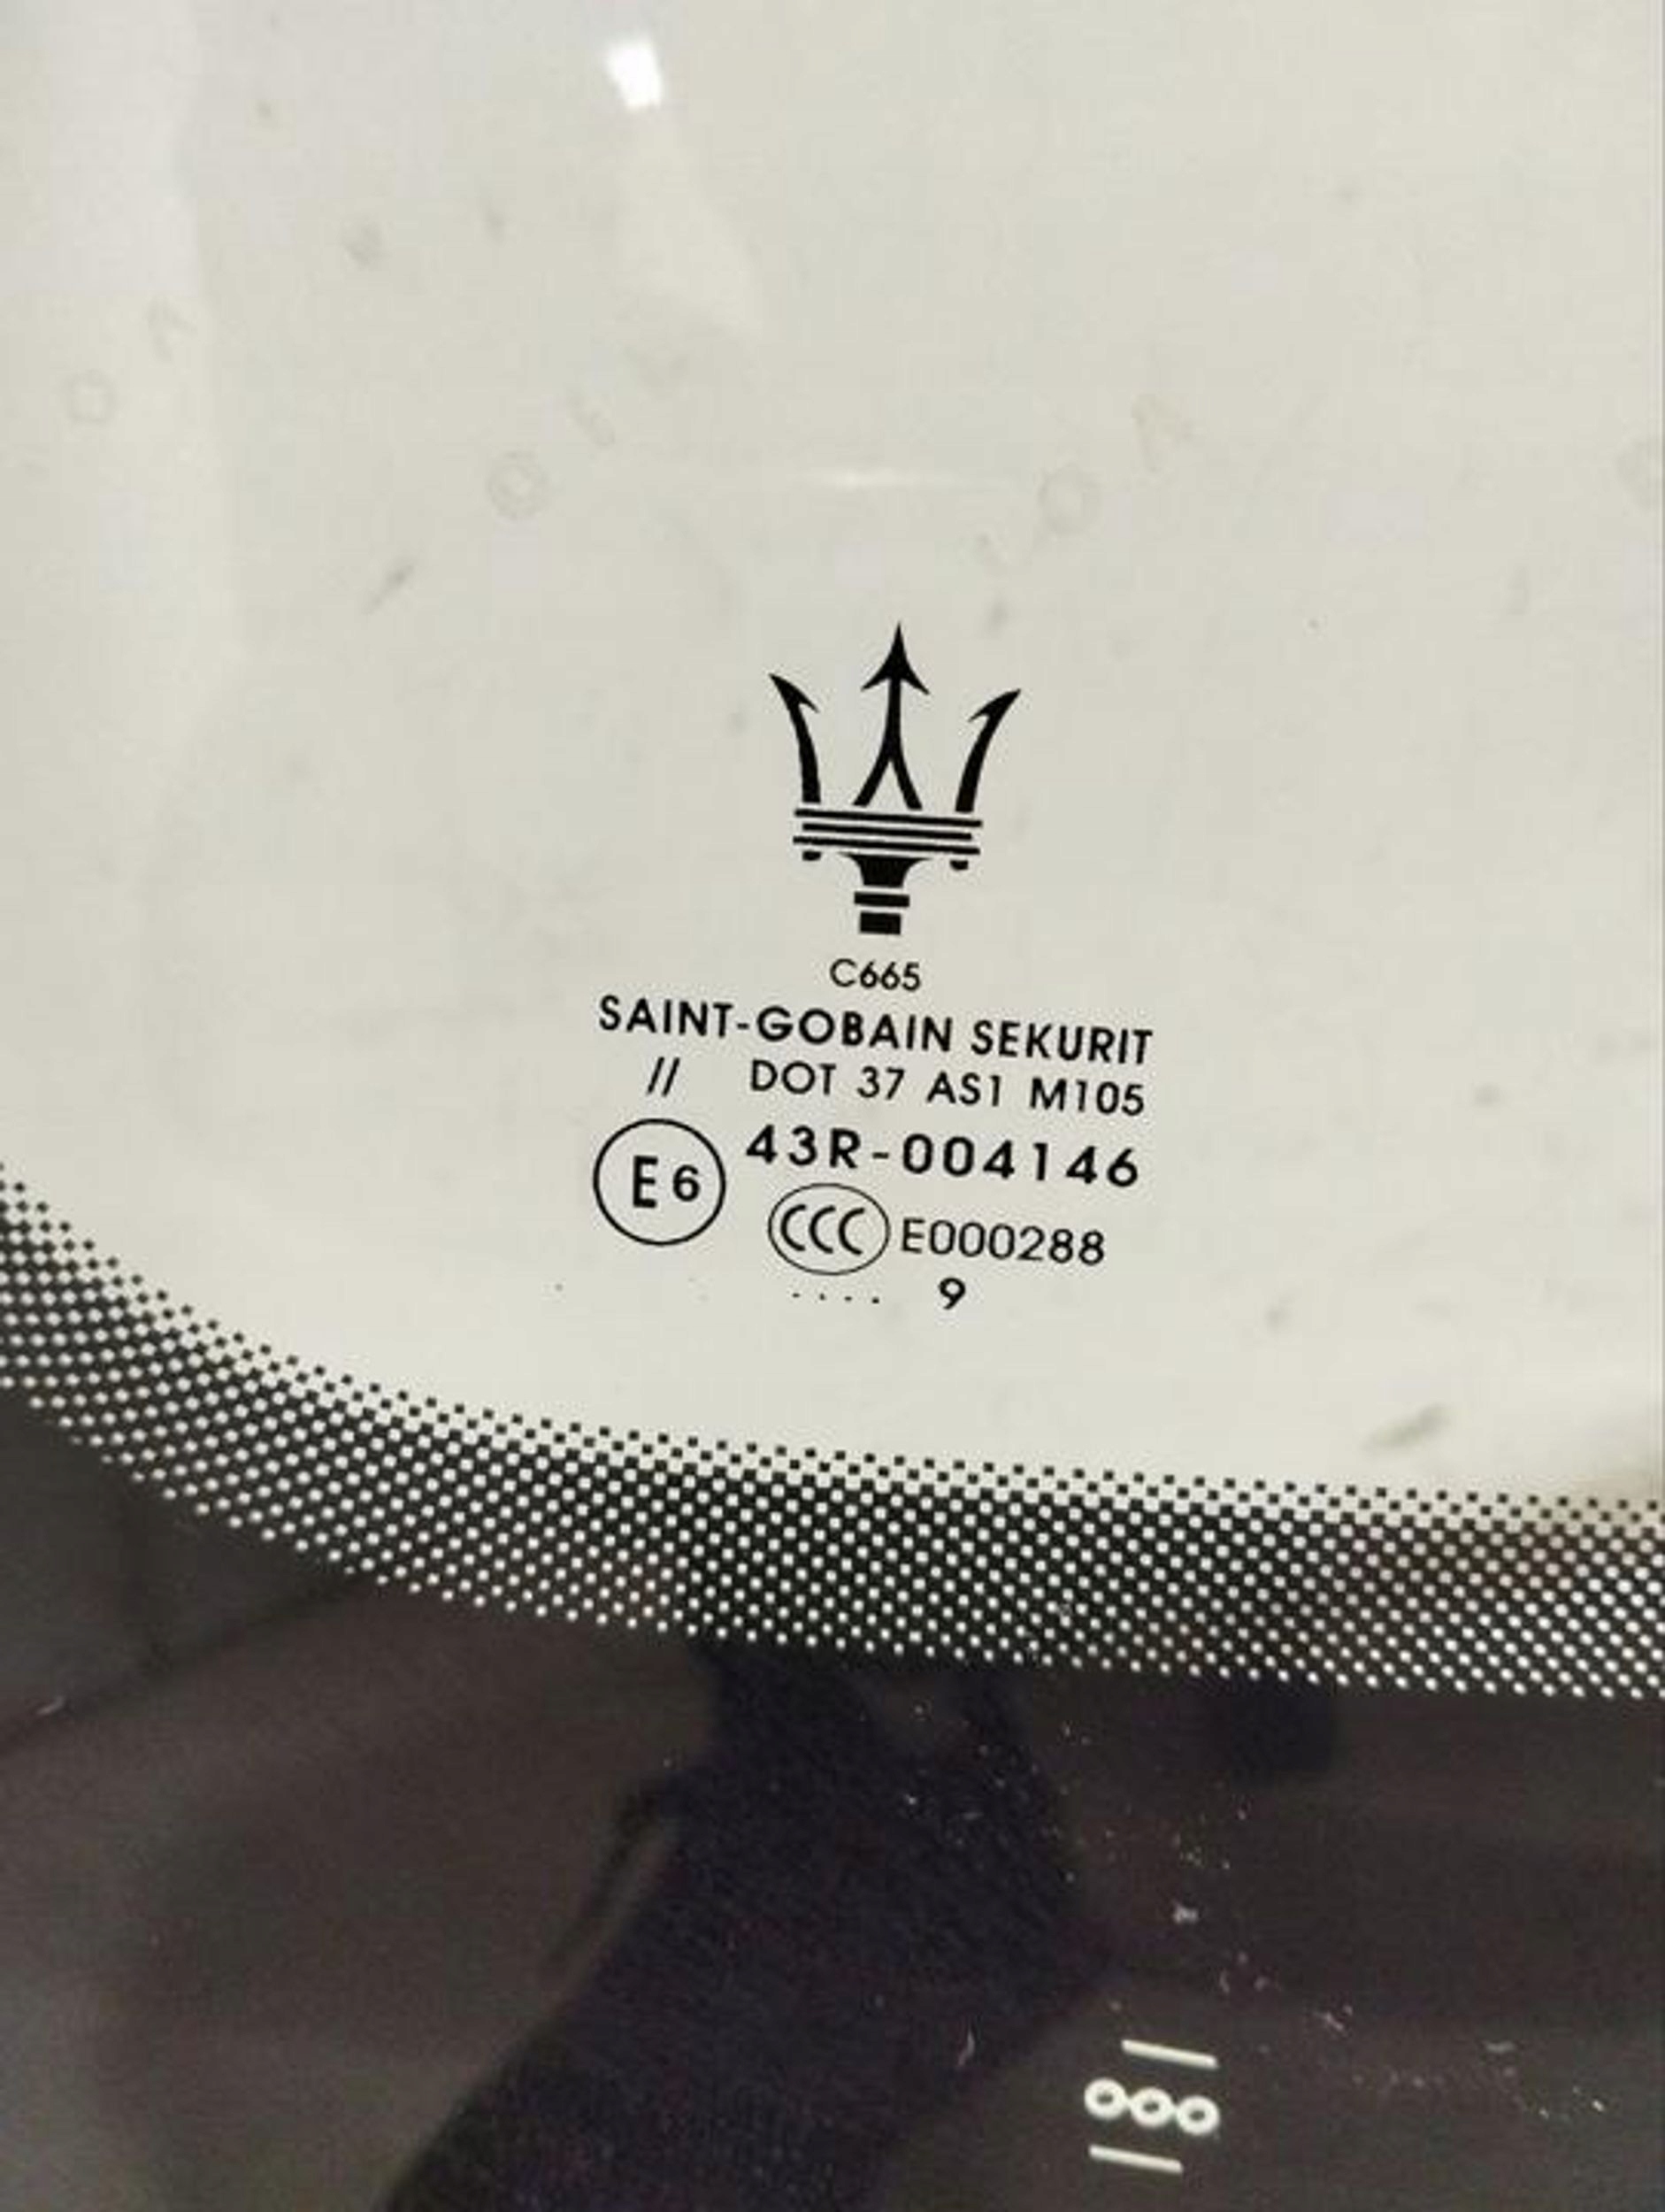 C665
SAINT-GOBAIN SEKURIT
// DOT 37 AS1 M105
E6 43R-004146
CCC E000288
.... 9